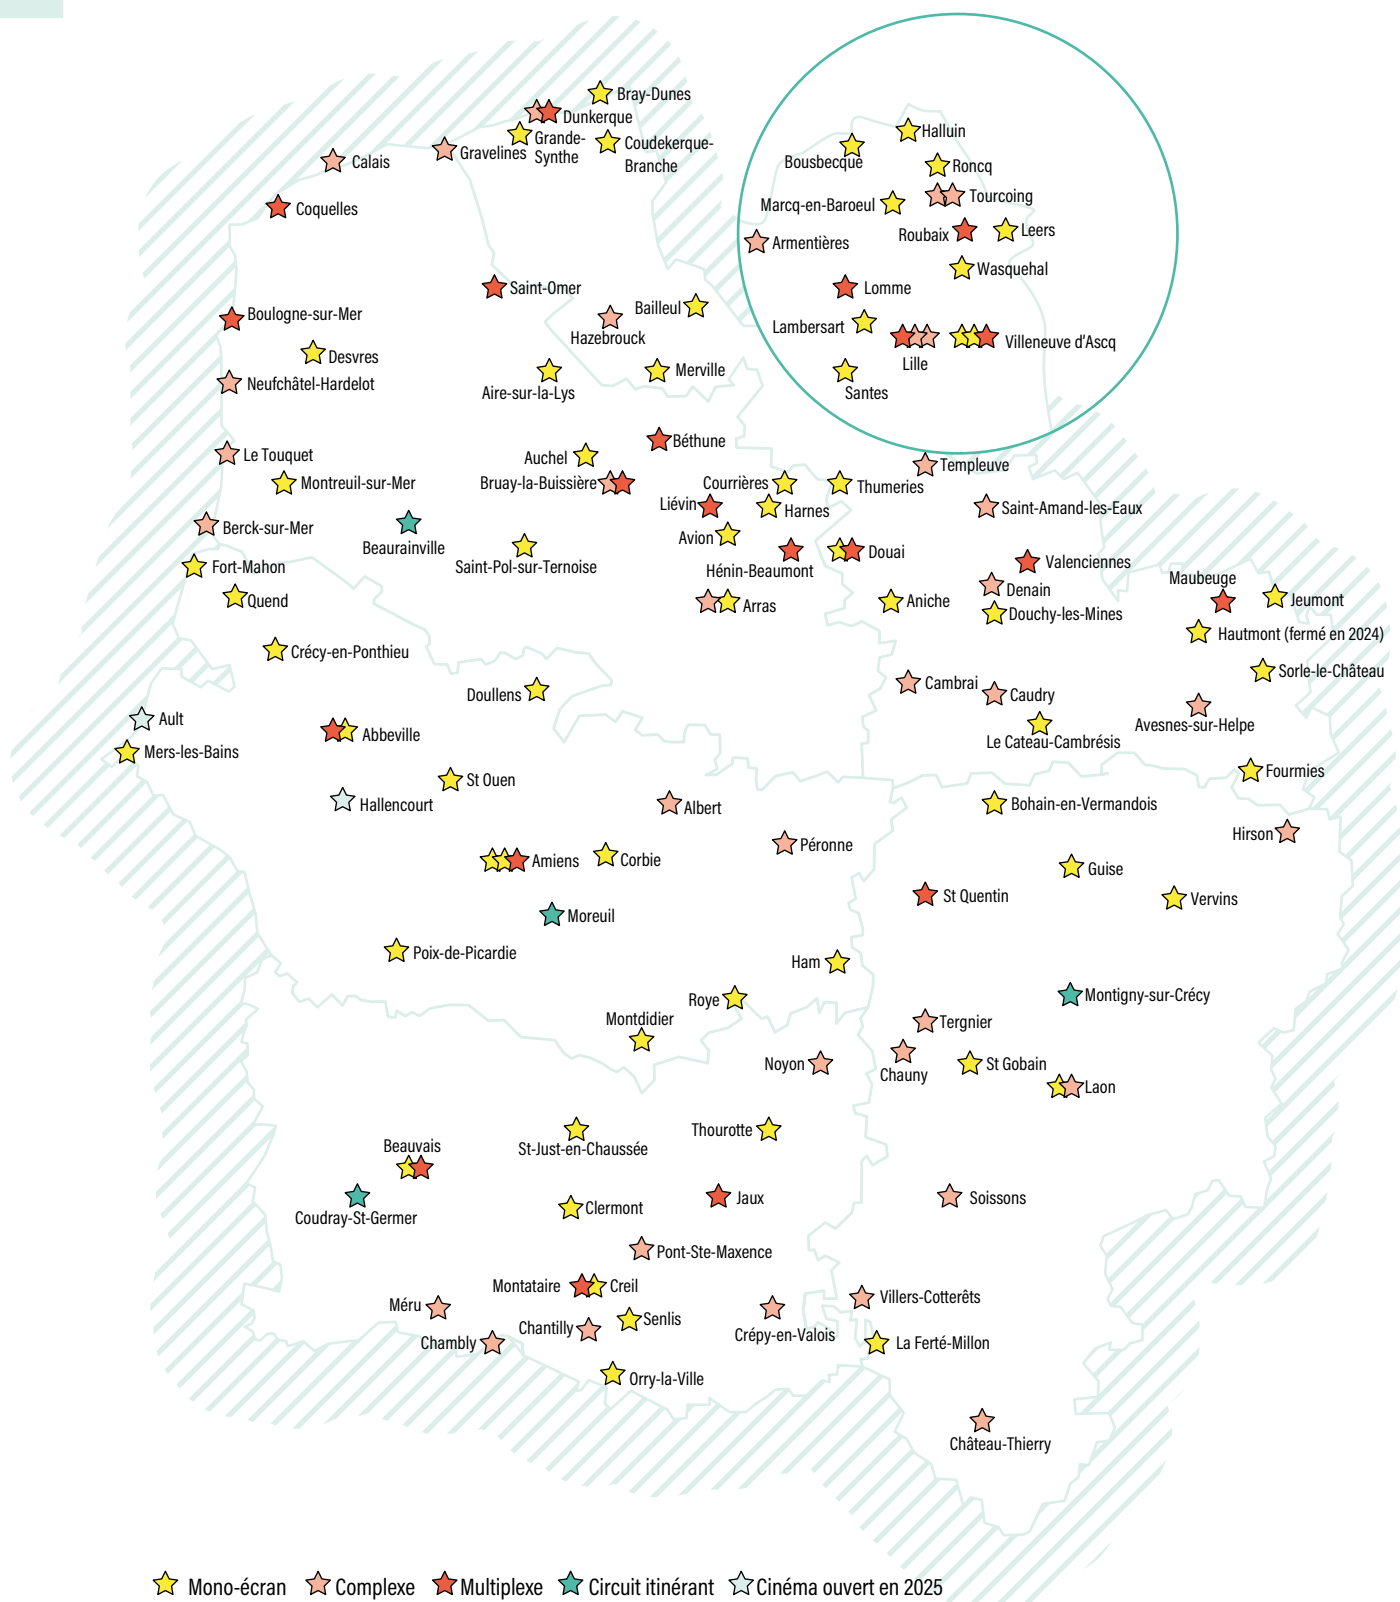 Bray-Dunes
Dunkerque
Grande-
Synthe
Coudekerque-
Branche
Gravelines
Calais
Coquelles
Halluin
Bousbecque
Roncq
Tourcoing
Marcq-en-Baroeul
Roubaix
Leers
Armentières
Wasquehal
Lomme
Lambersart
Lille
Villeneuve d'Ascq
Santes
Saint-Omer
Bailleul
Hazebrouck
Boulogne-sur-Mer
Desvres
Neufchâtel-Hardelot
Aire-sur-la-Lys
Merville
Béthune
Auchel
Le Touquet
Montreuil-sur-Mer
Bruay-la-Buissière
Courrières
Thumeries
Templeuve
Liévin
Harnes
Saint-Amand-les-Eaux
Berck-sur-Mer
Beaurainville
Avion
Saint-Pol-sur-Ternoise
Hénin-Beaumont
Douai
Valenciennes
Fort-Mahon
Quend
Arras
Aniche
Denain
Douchy-les-Mines
Maubeuge
Jeumont
Hautmont (fermé en 2024)
Sorle-le-Château
Crécy-en-Ponthieu
Doullens
Cambrai
Caudry
Avesnes-sur-Helpe
Le Cateau-Cambrésis
Ault
Mers-les-Bains
Abbeville
Fourmies
St Ouen
Hallencourt
Albert
Bohain-en-Vermandois
Hirson
Péronne
Amiens
Corbie
Guise
St Quentin
Vervins
Moreuil
Poix-de-Picardie
Ham
Roye
Montigny-sur-Crécy
Montdidier
Tergnier
Noyon
Chauny
St Gobain
Laon
St-Just-en-Chaussée
Thourotte
Beauvais
Coudray-St-Germer
Clermont
Jaux
Soissons
Pont-Ste-Maxence
Montataire
Creil
Méru
Chambly
Chantilly
Senlis
Crépy-en-Valois
Villers-Cotterêts
La Ferté-Millon
Orry-la-Ville
Château-Thierry
Mono-écran Complexe Multiplexe Circuit itinérant Cinéma ouvert en 2025